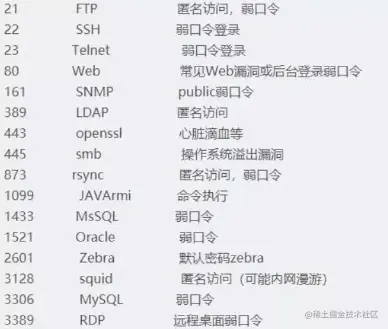 21 FTP 匿名访问，弱口令
22 SSH 弱口令登录
23 Telnet 弱口令登录
80 Web 常见Web漏洞或后台登录弱口令
161 SNMP public弱口令
389 LDAP 匿名访问
443 openssl 心脏滴血等
445 smb 操作系统溢出漏洞
873 rsync 匿名访问，弱口令
1099 JAVArmi 命令执行
1433 MsSQL 弱口令
1521 Oracle 弱口令
2601 Zebra 默认密码zebra
3128 squid 匿名访问（可能内网漫游）
3306 MySQL 弱口令
3389 RDP 远程桌面弱口令
@稀土掘金技术社区